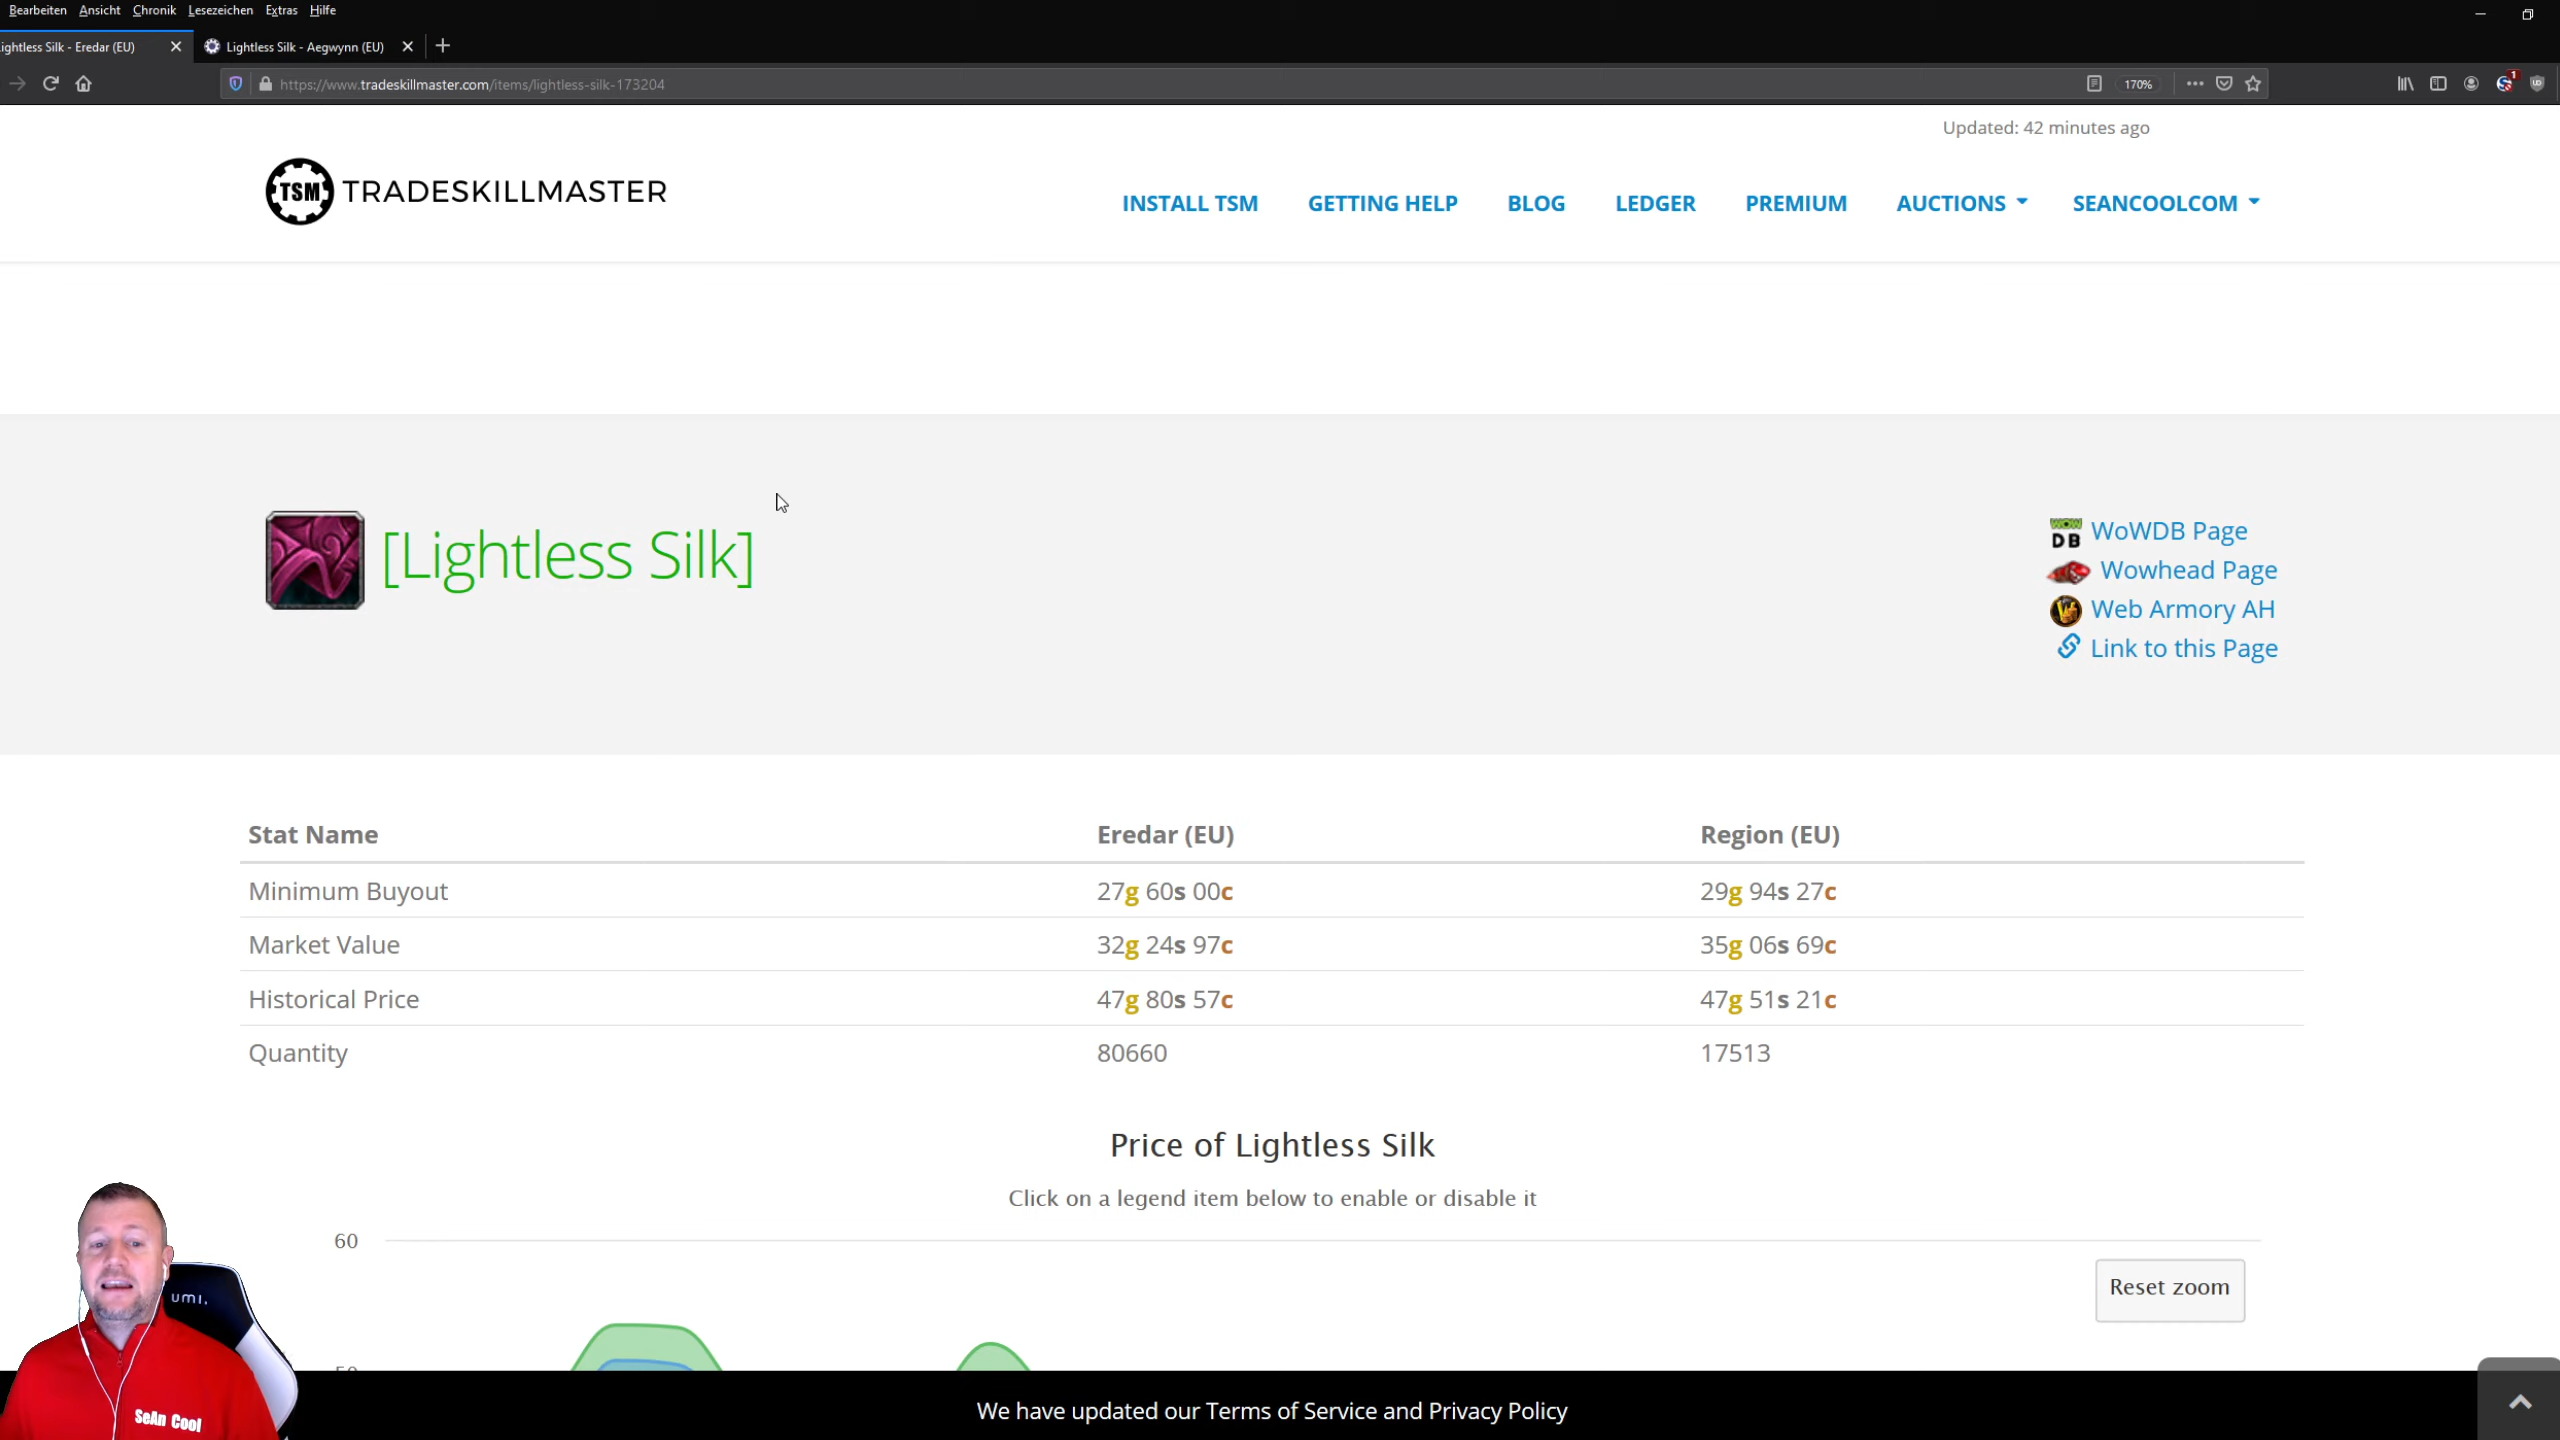 Bearbeiten Ansicht Chronik Lesezeichen Extras Hilfe
ightless Silk - Eredar (EU) Lightless Silk - Aegwynn (EU)
https://www.tradeskillmaster.com/items/lightless-silk-173204 170% 1
Updated: 42 minutes ago
TSM TRADESKILLMASTER INSTALL TSM GETTING HELP BLOG LEDGER PREMIUM AUCTIONS SEANCOOLCOM
[Lightless Silk]
WOW DB WoWDB Page
Wowhead Page
Web Armory AH
Link to this Page
Stat Name Eredar (EU) Region (EU)
Minimum Buyout 27g 60s 00c 29g 94s 27c
Market Value 32g 24s 97c 35g 06s 69c
Historical Price 47g 80s 57c 47g 51s 21c
Quantity 80660 17513
Price of Lightless Silk
Click on a legend item below to enable or disable it
60
Reset zoom
50
umi.
SeAn Cool
We have updated our Terms of Service and Privacy Policy